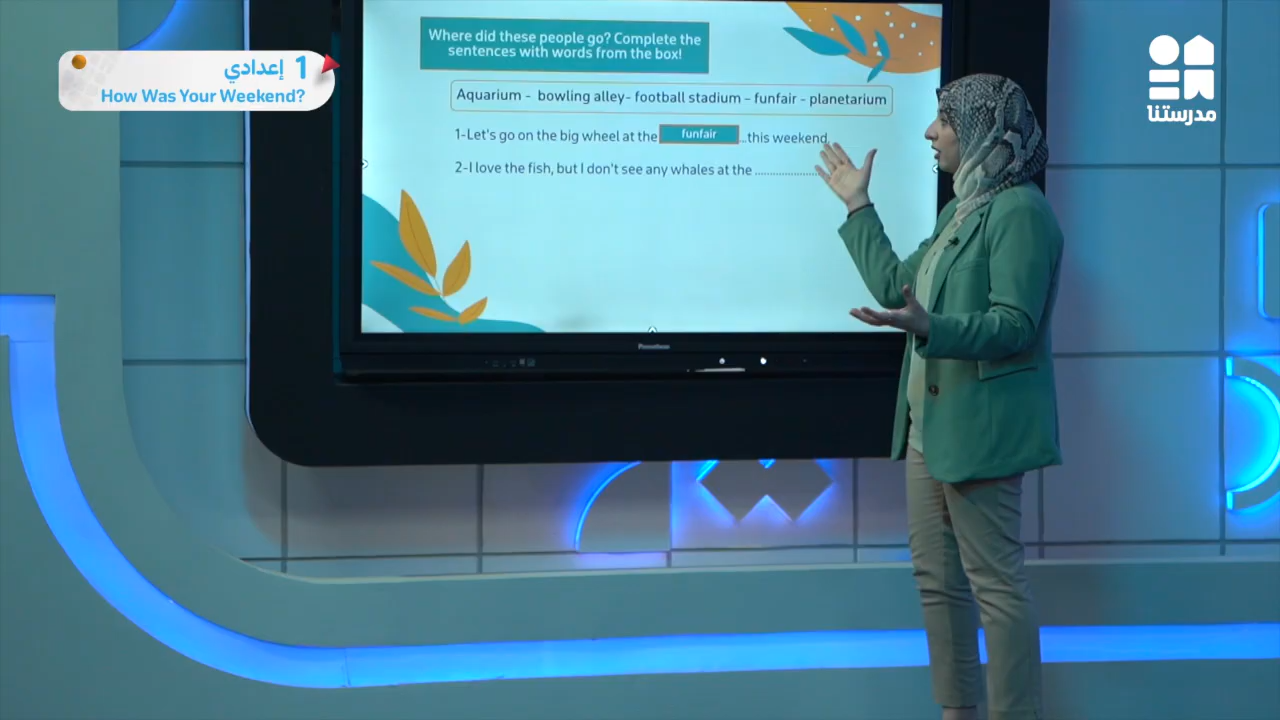 1 إعدادي
How Was Your Weekend?
مدرستنا
Where did these people go? Complete the
sentences with words from the box!
Aquarium - bowling alley- football stadium - funfair - planetarium
1-Let's go on the big wheel at the funfair ..this weekend.
2-I love the fish, but I don't see any whales at the ....................
Promethean